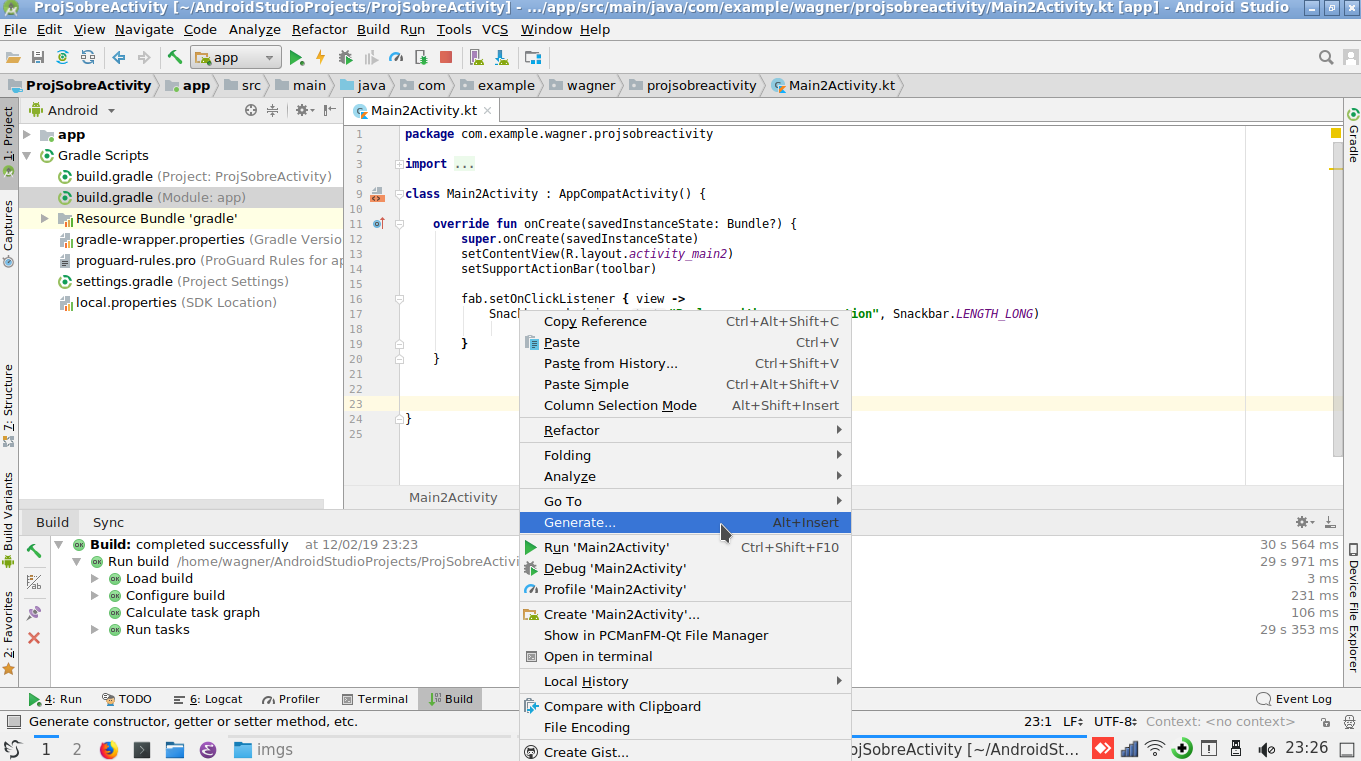 ProjSobreActivity [~/AndroidStudioProjects/ProjSobreActivity] - .../app/src/main/java/com/example/wagner/projsobreactivity/Main2Activity.kt [app] - Android Studio
File Edit View Navigate Code Analyze Refactor Build Run Tools VCS Window Help
app
ProjSobreActivity app src main java com example wagner projsobreactivity Main2Activity.kt
1: Project
Captures
7: Structure
Build Variants
2: Favorites
Android
app
Gradle Scripts
build.gradle (Project: ProjSobreActivity)
build.gradle (Module: app)
Resource Bundle 'gradle'
gradle-wrapper.properties (Gradle Versio
proguard-rules.pro (ProGuard Rules for ap
settings.gradle (Project Settings)
local.properties (SDK Location)
Main2Activity.kt
1 package com.example.wagner.projsobreactivity
2
3 import ...
8
9 class Main2Activity : AppCompatActivity() {
10
11 override fun onCreate(savedInstanceState: Bundle?) {
12 super.onCreate(savedInstanceState)
13 setContentView(R.layout.activity_main2)
14 setSupportActionBar(toolbar)
15
16 fab.setOnClickListener { view ->
17 Snac ion", Snackbar.LENGTH_LONG)
18
19 }
20 }
21
22
23
24 }
25
Main2Activity
Copy Reference Ctrl+Alt+Shift+C
Paste Ctrl+V
Paste from History... Ctrl+Shift+V
Paste Simple Ctrl+Alt+Shift+V
Column Selection Mode Alt+Shift+Insert
Refactor
Folding
Analyze
Go To
Generate... Alt+Insert
Run 'Main2Activity' Ctrl+Shift+F10
Debug 'Main2Activity'
Profile 'Main2Activity'
Create 'Main2Activity'...
Show in PCManFM-Qt File Manager
Open in terminal
Local History
Compare with Clipboard
File Encoding
Create Gist...
Gradle
Device File Explorer
Build Sync
Build: completed successfully at 12/02/19 23:23 30 s 564 ms
Run build /home/wagner/AndroidStudioProjects/ProjSobreActivi 29 s 971 ms
Load build 3 ms
Configure build 231 ms
Calculate task graph 106 ms
Run tasks 29 s 353 ms
4: Run TODO 6: Logcat Profiler Terminal Build Event Log
Generate constructor, getter or setter method, etc. 23:1 LF UTF-8 Context: <no context>
1 2 imgs ojSobreActivity [~/AndroidSt... 23:26